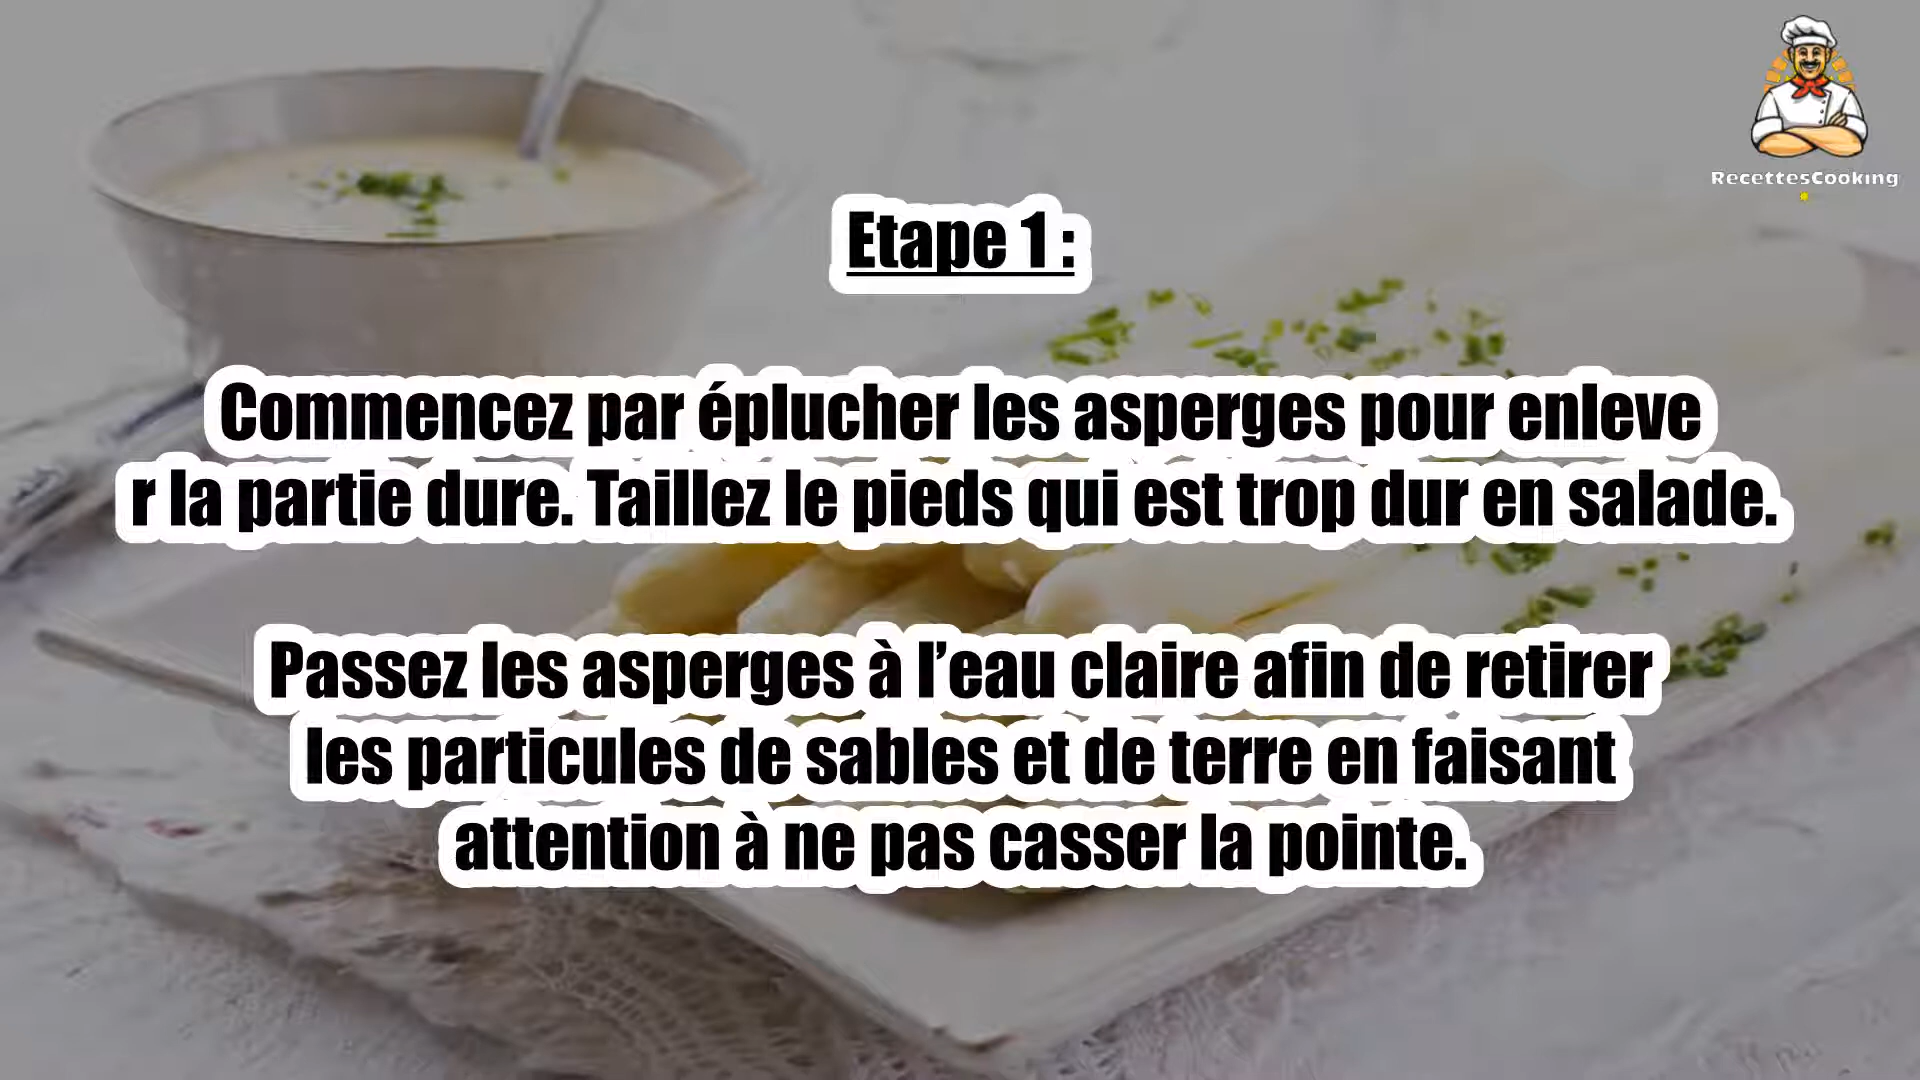 RecettesCooking
Etape 1 :
Commencez par éplucher les asperges pour enleve
r la partie dure. Taillez le pieds qui est trop dur en salade.
Passez les asperges à l’eau claire afin de retirer
les particules de sables et de terre en faisant
attention à ne pas casser la pointe.